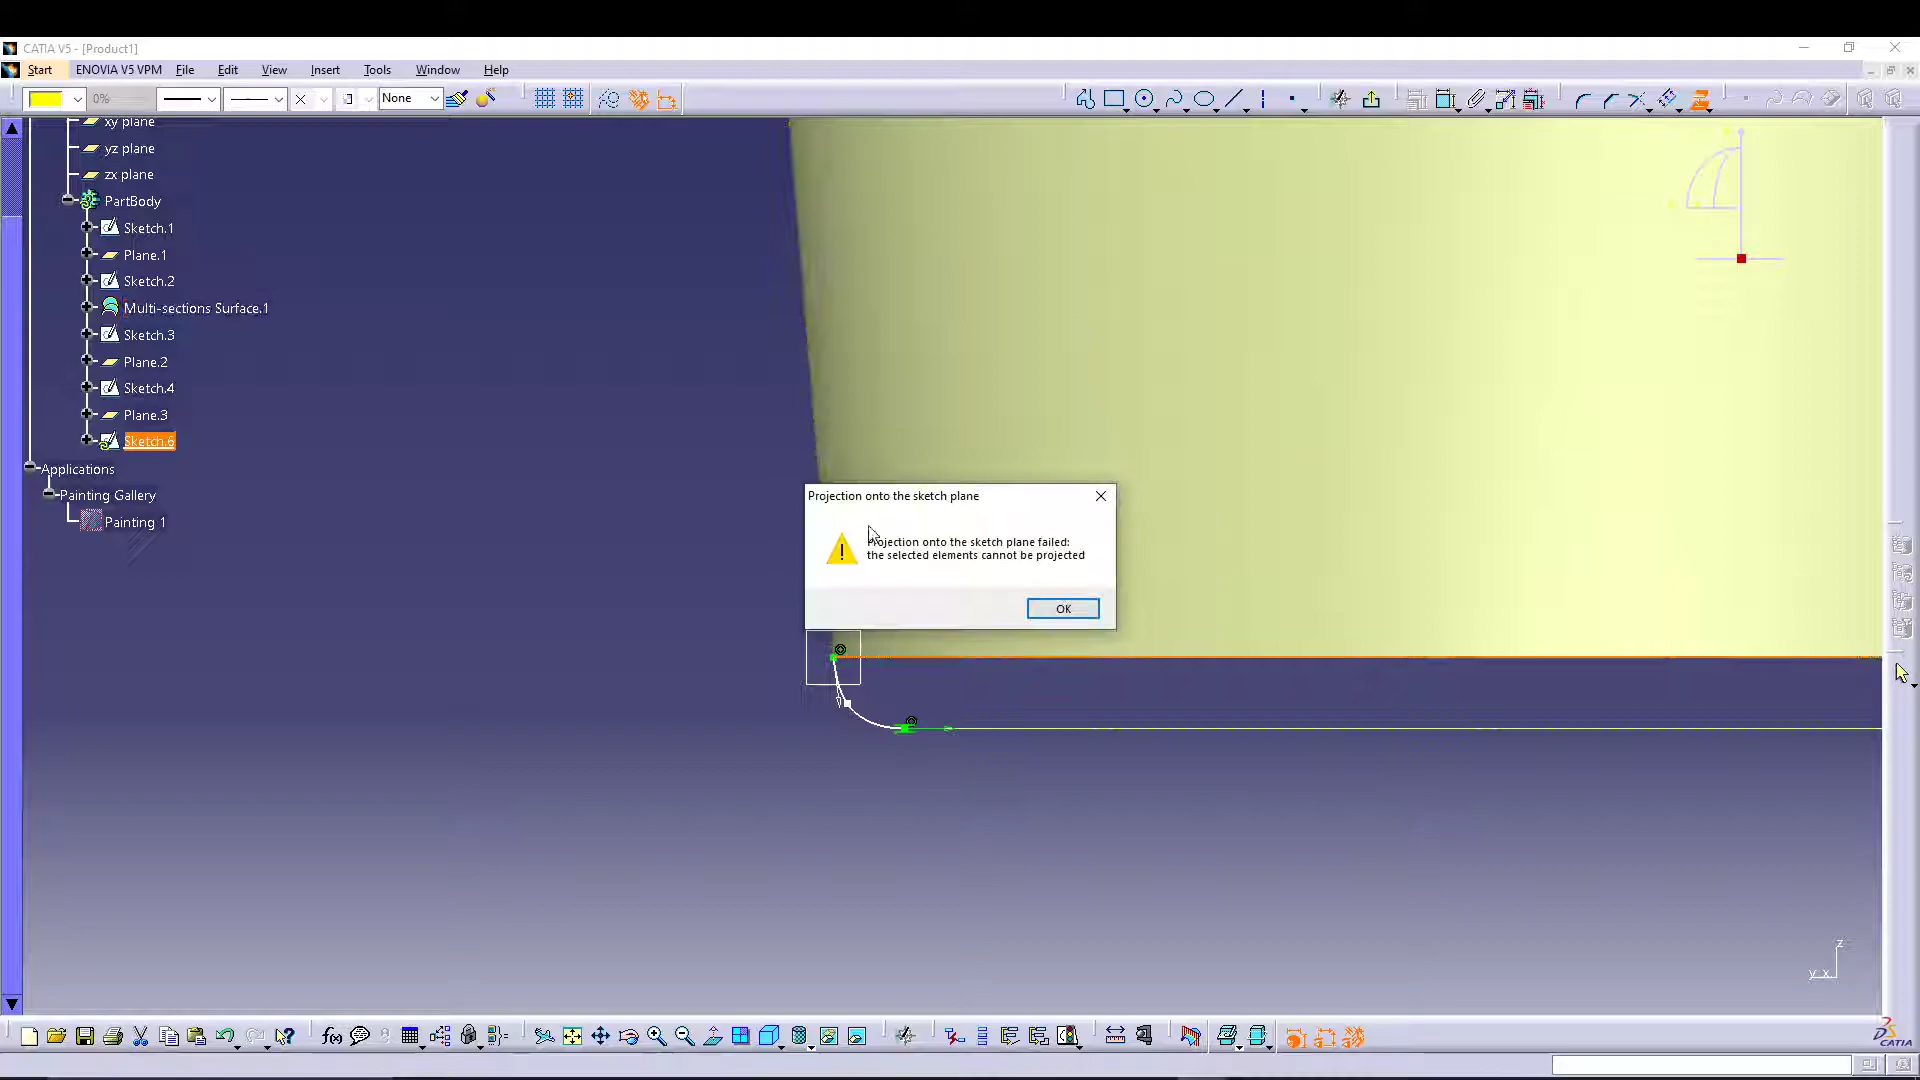 CATIA V5 - [Product1]
Start ENOVIA V5 VPM File Edit View Insert Tools Window Help
0% None
xy plane
yz plane
zx plane
PartBody
Sketch.1
Plane.1
Sketch.2
Multi-sections Surface.1
Sketch.3
Plane.2
Sketch.4
Plane.3
Sketch.6
Applications
Painting Gallery
Painting 1
Projection onto the sketch plane
Projection onto the sketch plane failed:
the selected elements cannot be projected
OK
z
y x
f(x)
CATIA